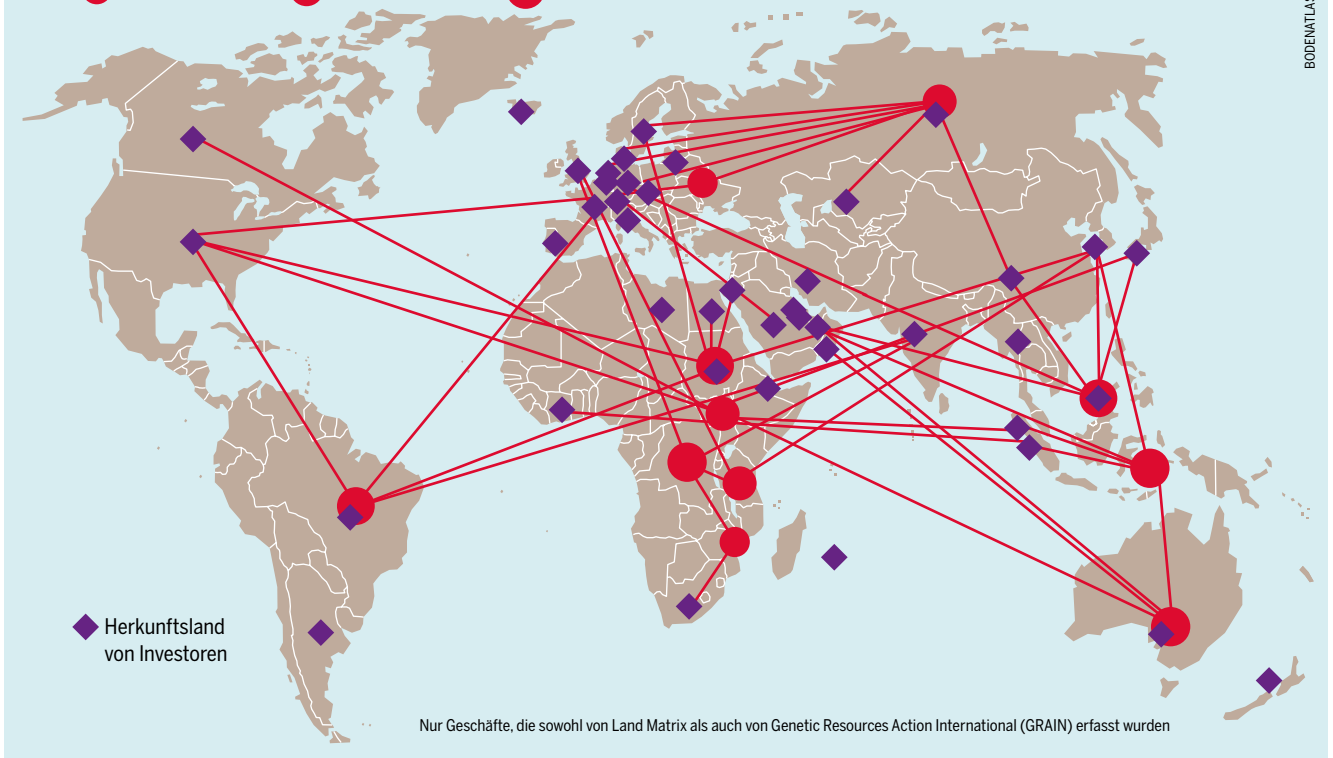 BODENATLAS
Herkunftsland
von Investoren
Nur Geschäfte, die sowohl von Land Matrix als auch von Genetic Resources Action International (GRAIN) erfasst wurden